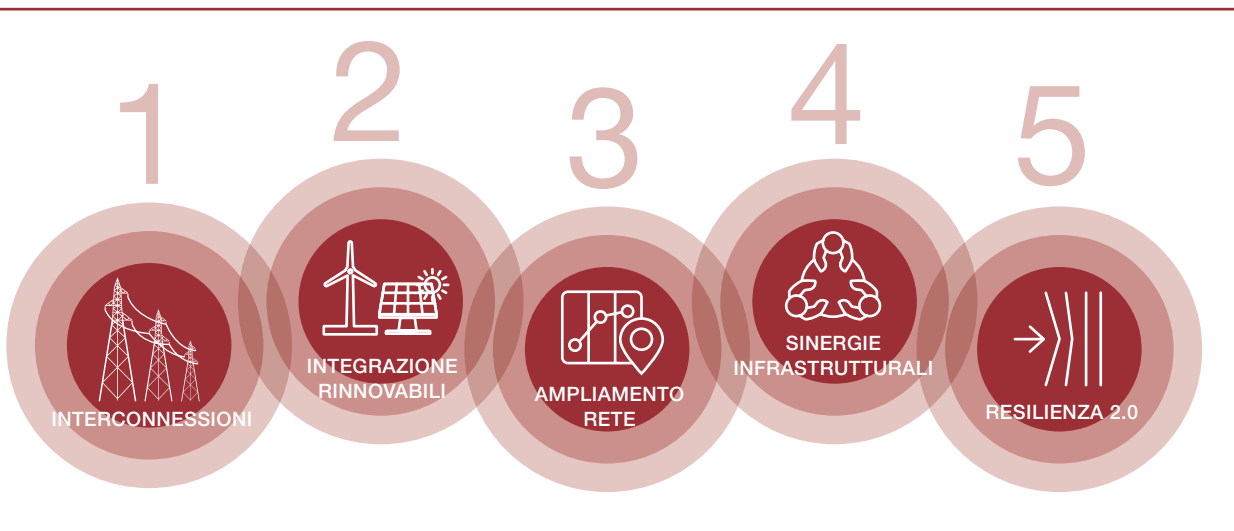 1
INTERCONNESSIONI
2
INTEGRAZIONE
RINNOVABILI
3
AMPLIAMENTO
RETE
4
SINERGIE
INFRASTRUTTURALI
5
RESILIENZA 2.0